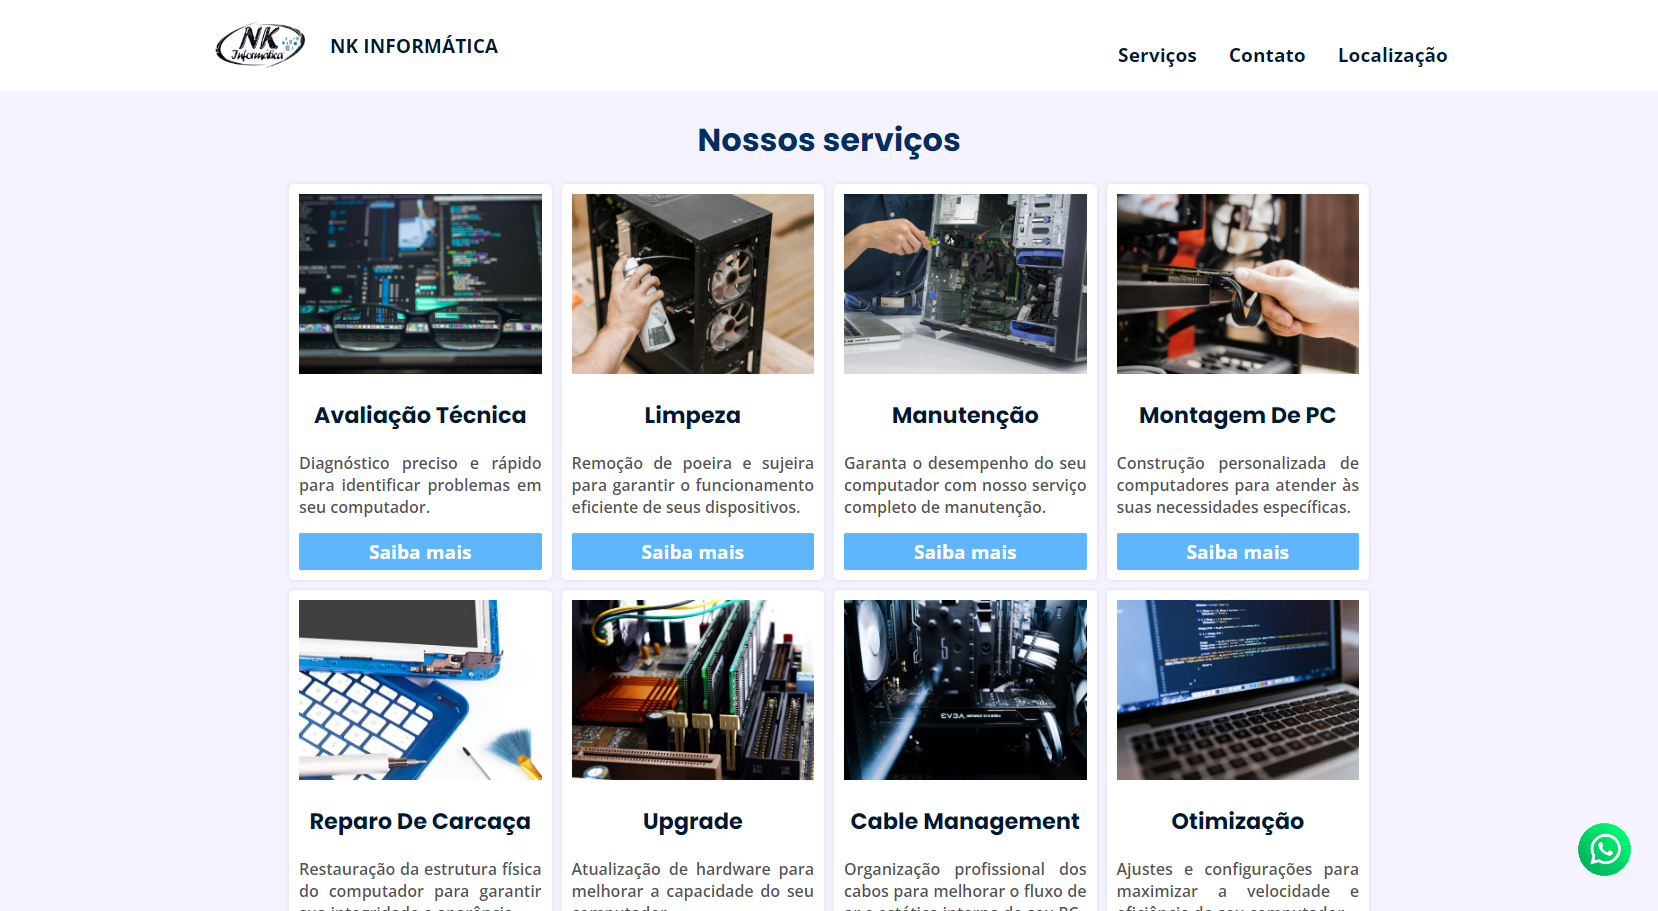 NK
Informática
NK INFORMÁTICA
Serviços
Contato
Localização
Nossos serviços
Avaliação Técnica
Diagnóstico preciso e rápido
para identificar problemas em
seu computador.
Saiba mais
Limpeza
Remoção de poeira e sujeira
para garantir o funcionamento
eficiente de seus dispositivos.
Saiba mais
Manutenção
Garanta o desempenho do seu
computador com nosso serviço
completo de manutenção.
Saiba mais
Montagem De PC
Construção personalizada de
computadores para atender às
suas necessidades específicas.
Saiba mais
Reparo De Carcaça
Restauração da estrutura física
do computador para garantir
Upgrade
Atualização de hardware para
melhorar a capacidade do seu
EVGA
Cable Management
Organização profissional dos
cabos para melhorar o fluxo de
Otimização
Ajustes e configurações para
maximizar a velocidade e